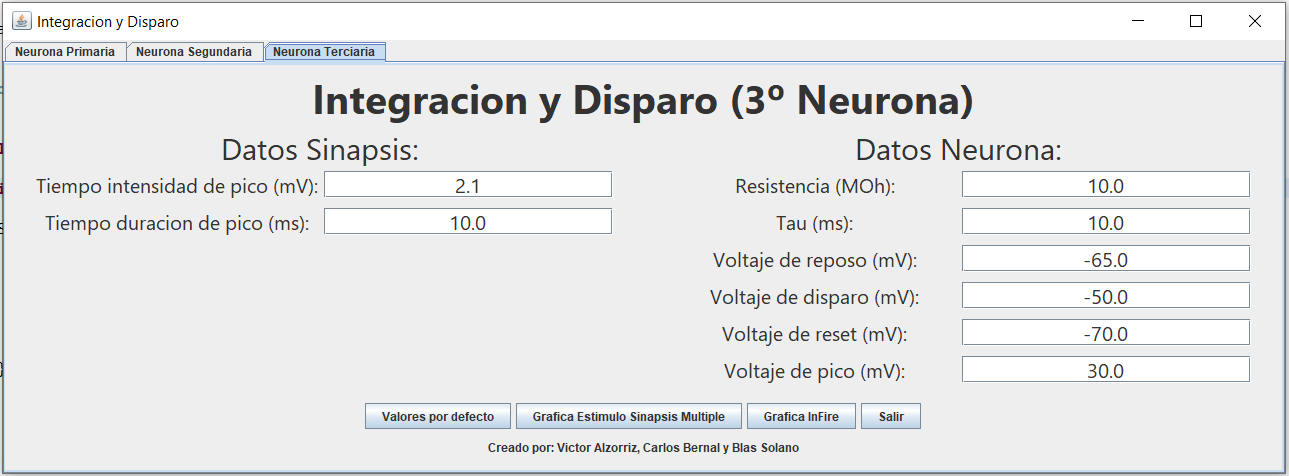 Integracion y Disparo
Neurona Primaria Neurona Segundaria Neurona Terciaria
Integracion y Disparo (3º Neurona)
Datos Sinapsis: Datos Neurona:
Tiempo intensidad de pico (mV): 2.1 Resistencia (MOh): 10.0
Tiempo duracion de pico (ms): 10.0 Tau (ms): 10.0
Voltaje de reposo (mV): -65.0
Voltaje de disparo (mV): -50.0
Voltaje de reset (mV): -70.0
Voltaje de pico (mV): 30.0
Valores por defecto Grafica Estimulo Sinapsis Multiple Grafica InFire Salir
Creado por: Victor Alzorriz, Carlos Bernal y Blas Solano